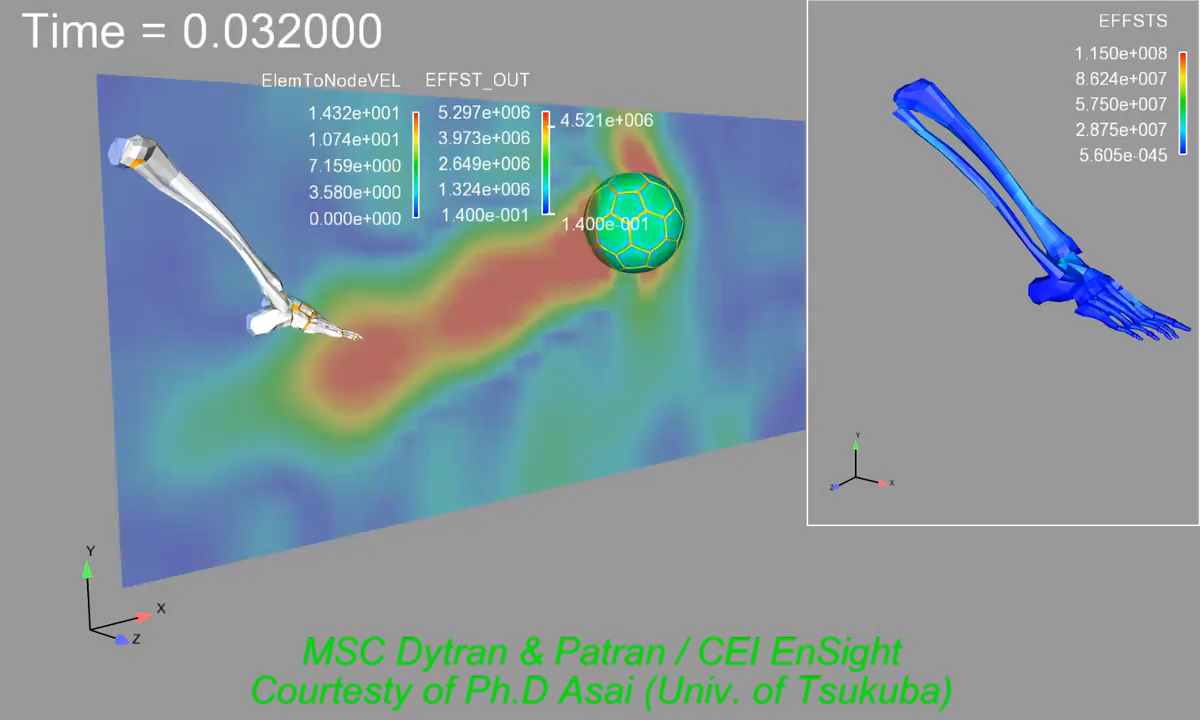 Time = 0.032000
ElemToNodeVEL
1.432e+001
1.074e+001
7.159e+000
3.580e+000
0.000e+000
EFFST_OUT
5.297e+006
3.973e+006
2.649e+006
1.324e+006
1.400e-001
4.521e+006
1.400e-001
EFFSTS
1.150e+008
8.624e+007
5.750e+007
2.875e+007
5.605e-045
Y
X
Z
Y
X
Z
MSC Dytran & Patran / CEI EnSight
Courtesty of Ph.D Asai (Univ. of Tsukuba)